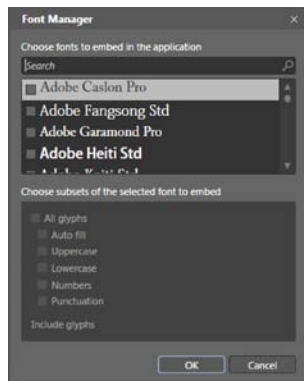 Font Manager
Choose fonts to embed in the application
Search
Adobe Caslon Pro
Adobe Fangsong Std
Adobe Garamond Pro
Adobe Heiti Std
Choose subsets of the selected font to embed
All glyphs
Auto fill
Uppercase
Lowercase
Numbers
Punctuation
Include glyphs
OK
Cancel